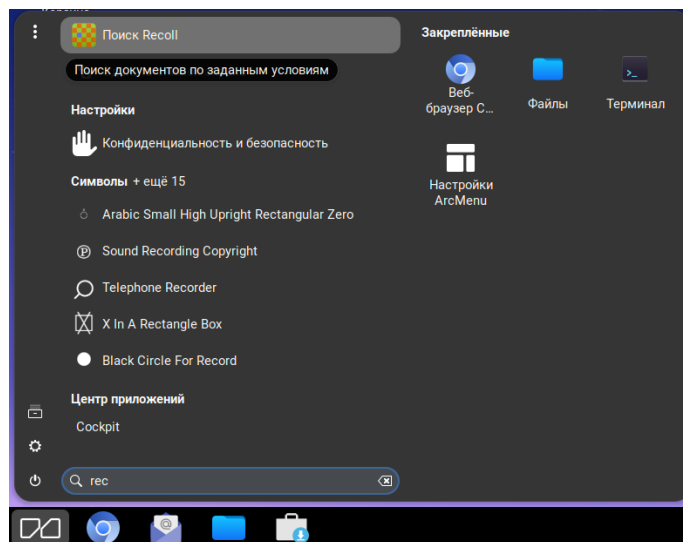 Поиск Recoll
Поиск документов по заданным условиям
Настройки
Конфиденциальность и безопасность
Символы + ещё 15
Arabic Small High Upright Rectangular Zero
Sound Recording Copyright
Telephone Recorder
X In A Rectangle Box
Black Circle For Record
Центр приложений
Cockpit
rec
Закреплённые
Веб-
браузер C...
Файлы
Терминал
Настройки
ArcMenu